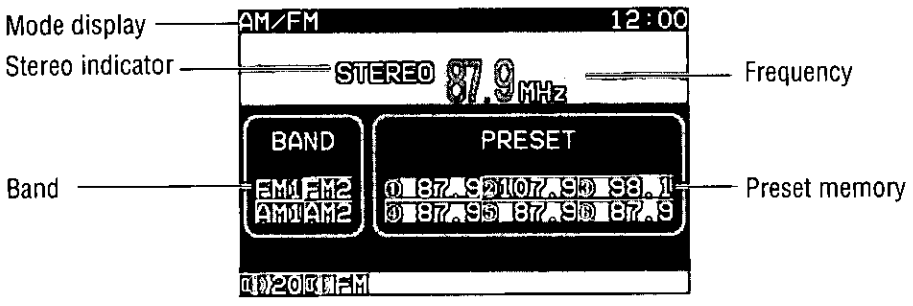 Mode display
AM/FM 12:00
Stereo indicator
STEREO 87.9 MHz
Frequency
BAND PRESET
Band
FM1 FM2 ① 87.9 ② 107.9 ③ 98.1
Preset memory
AM1 AM2 ④ 87.9 ⑤ 87.9 ⑥ 87.9
20 FM